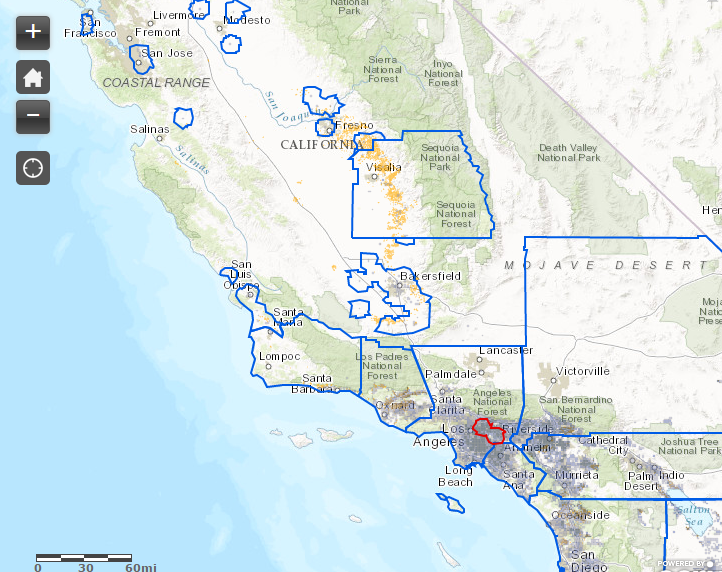 +
−
San
Francisco
Livermore
Fremont
Modesto
San Jose
COASTAL RANGE
Salinas
Salinas
San Joaquin
Fresno
CALIFORNIA
Visalia
National
Park
Sierra
National
Forest
Inyo
National
Forest
Sequoia
National
Park
Sequoia
National
Forest
Death Valley
National Park
MOJAVE DESERT
Bakersfield
San
Luis
Obispo
Santa
Maria
Lompoc
Santa
Barbara
Los Padres
National
Forest
Oxnard
Lancaster
Palmdale
Santa
Clarita
Angeles
National
Forest
Victorville
San Bernardino
National
Forest
Los
Angeles
Riverside
Anaheim
Long
Beach
Santa
Ana
Murrieta
Cathedral
City
Palm
Desert
Indio
Joshua Tree
National Park
Salton
Sea
Oceanside
San
Diego
0 30 60mi
POWERED BY